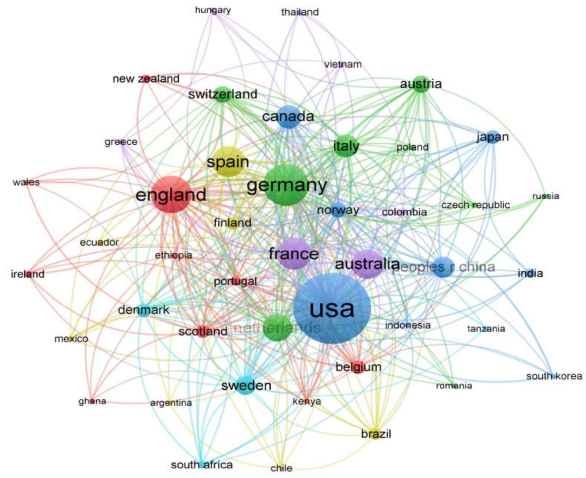 hungary
thailand
vietnam
new zealand
switzerland
austria
canada
japan
greece
italy
poland
spain
wales
germany
england
norway
colombia
czech republic
russia
finland
ecuador
ethiopia
france
australia
peoples r china
ireland
india
portugal
usa
denmark
scotland
netherlands
indonesia
tanzania
mexico
belgium
south korea
sweden
romania
ghana
argentina
kenya
brazil
south africa
chile